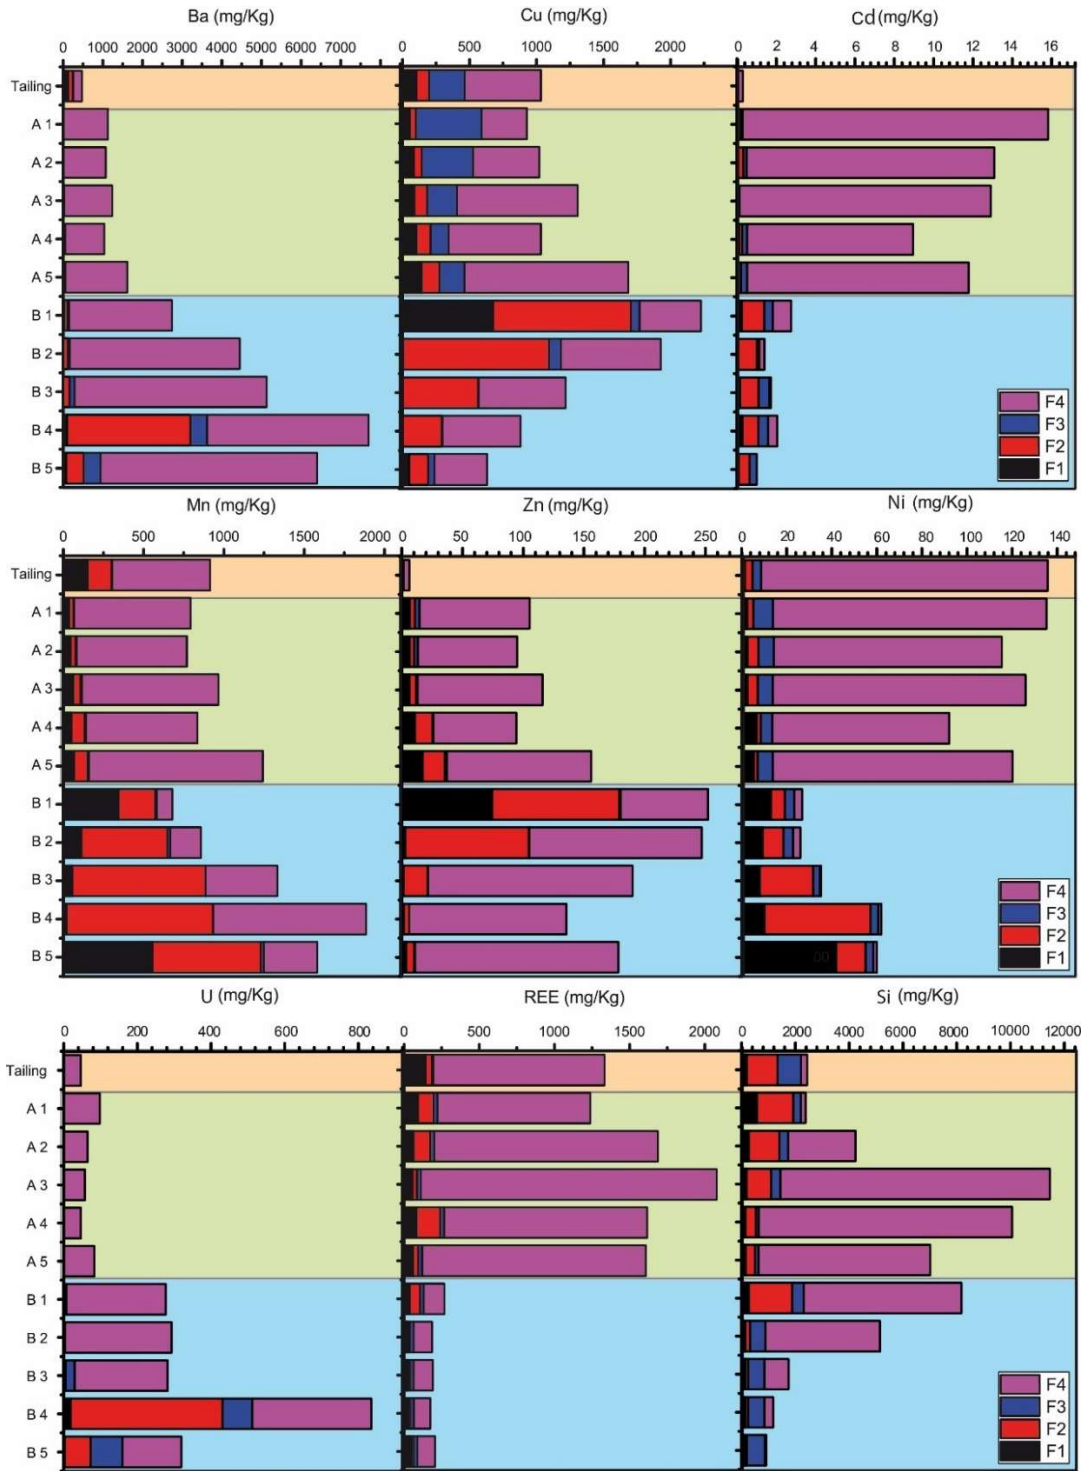 Ba (mg/Kg) Cu (mg/Kg) Cd (mg/Kg)
0 1000 2000 3000 4000 5000 6000 7000 0 500 1000 1500 2000 0 2 4 6 8 10 12 14 16
Tailing
A 1
A 2
A 3
A 4
A 5
B 1
B 2
B 3
B 4
B 5
F4
F3
F2
F1
Mn (mg/Kg) Zn (mg/Kg) Ni (mg/Kg)
0 500 1000 1500 2000 0 50 100 150 200 250 0 20 40 60 80 100 120 140
Tailing
A 1
A 2
A 3
A 4
A 5
B 1
B 2
B 3
B 4
B 5
F4
F3
F2
F1
U (mg/Kg) REE (mg/Kg) Si (mg/Kg)
0 200 400 600 800 0 500 1000 1500 2000 0 2000 4000 6000 8000 10000 12000
Tailing
A 1
A 2
A 3
A 4
A 5
B 1
B 2
B 3
B 4
B 5
F4
F3
F2
F1